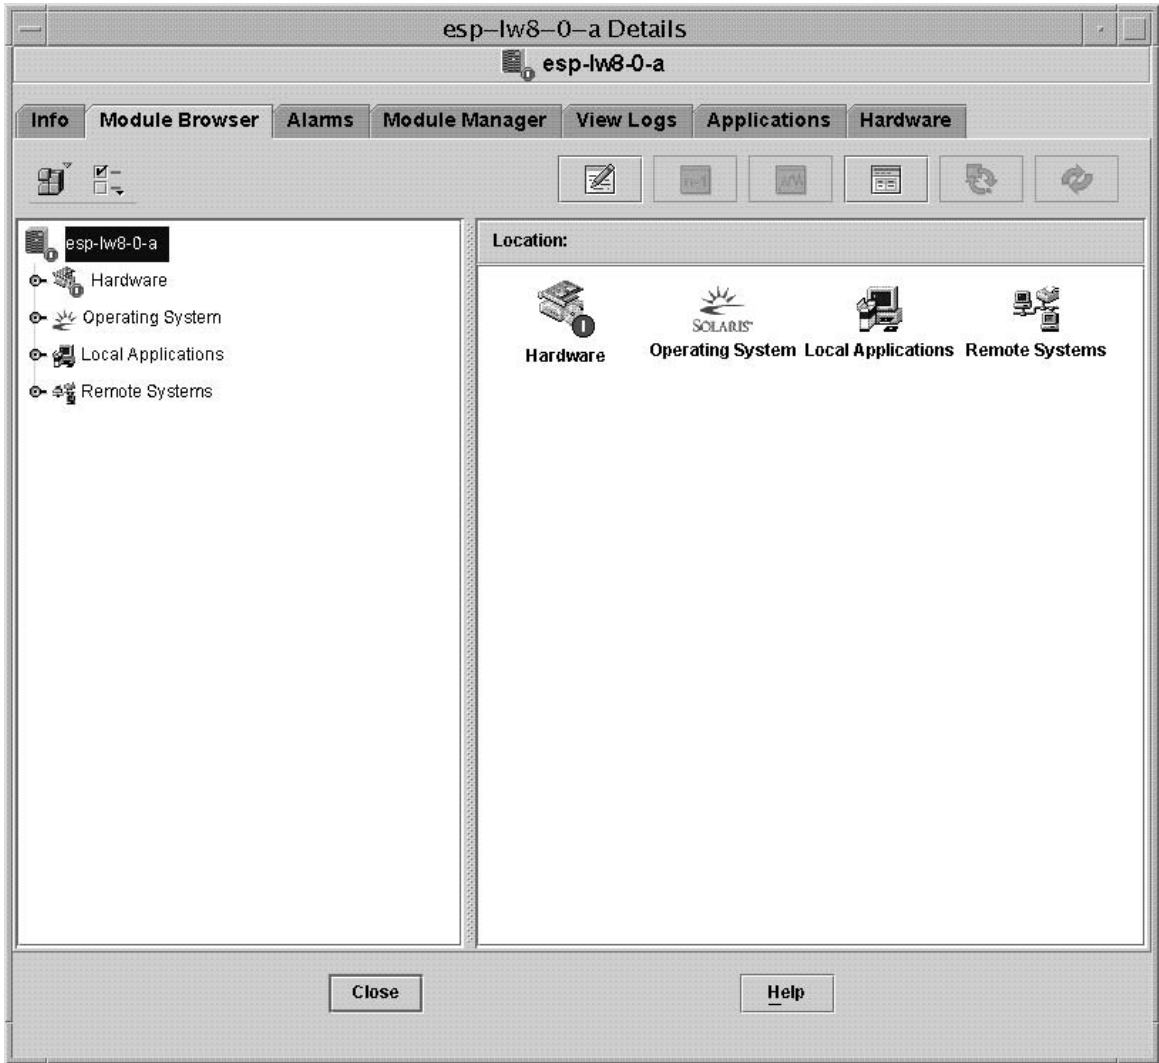 esp-lw8-0-a Details
esp-lw8-0-a
Info Module Browser Alarms Module Manager View Logs Applications Hardware
esp-lw8-0-a
Hardware
Operating System
Local Applications
Remote Systems
Location:
SOLARIS
Hardware Operating System Local Applications Remote Systems
Close Help